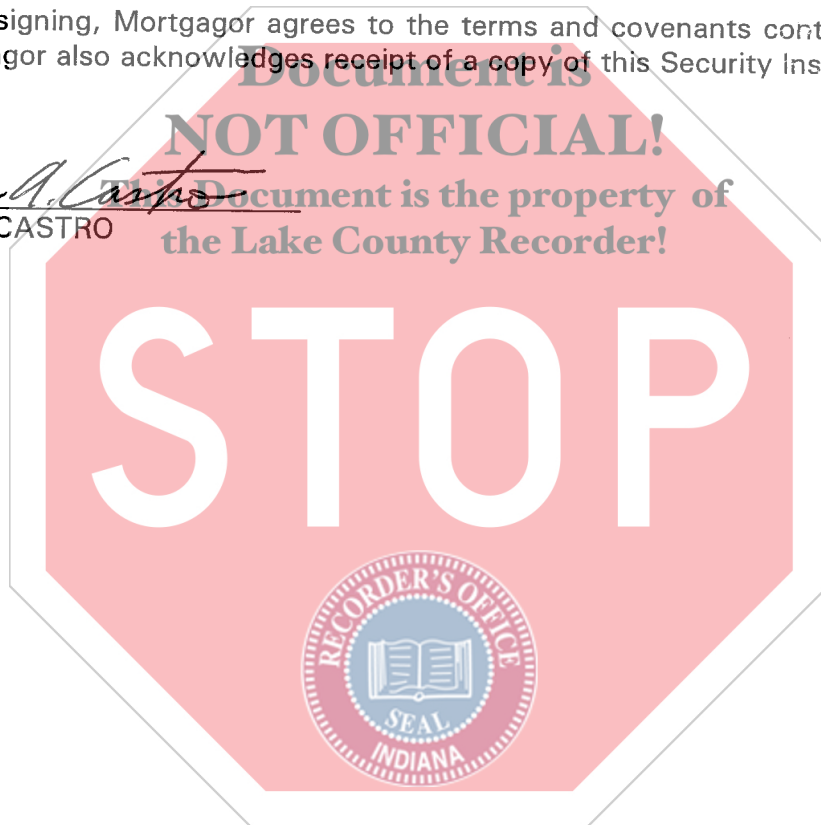 signing, Mortgagor agrees to the terms and covenants cont
gor also acknowledges receipt of a copy of this Security Ins
Document is
NOT OFFICIAL!
This Document is the property of
the Lake County Recorder!
A. Castro
CASTRO
STOP
RECORDER'S OFFICE
SEAL
INDIANA